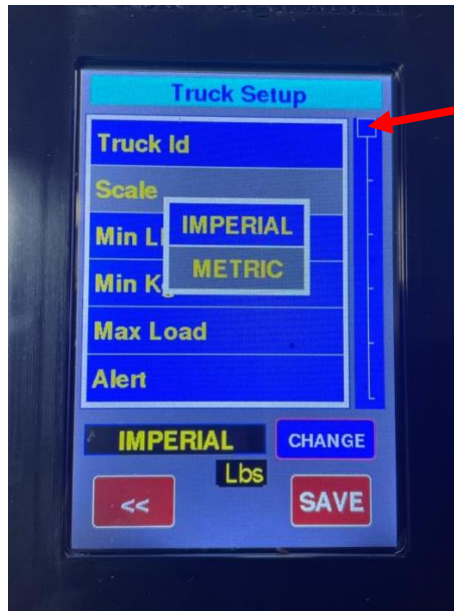 Truck Setup
Truck Id
Scale
IMPERIAL
Min
METRIC
Min
Max Load
Alert
IMPERIAL
CHANGE
Lbs
<<
SAVE